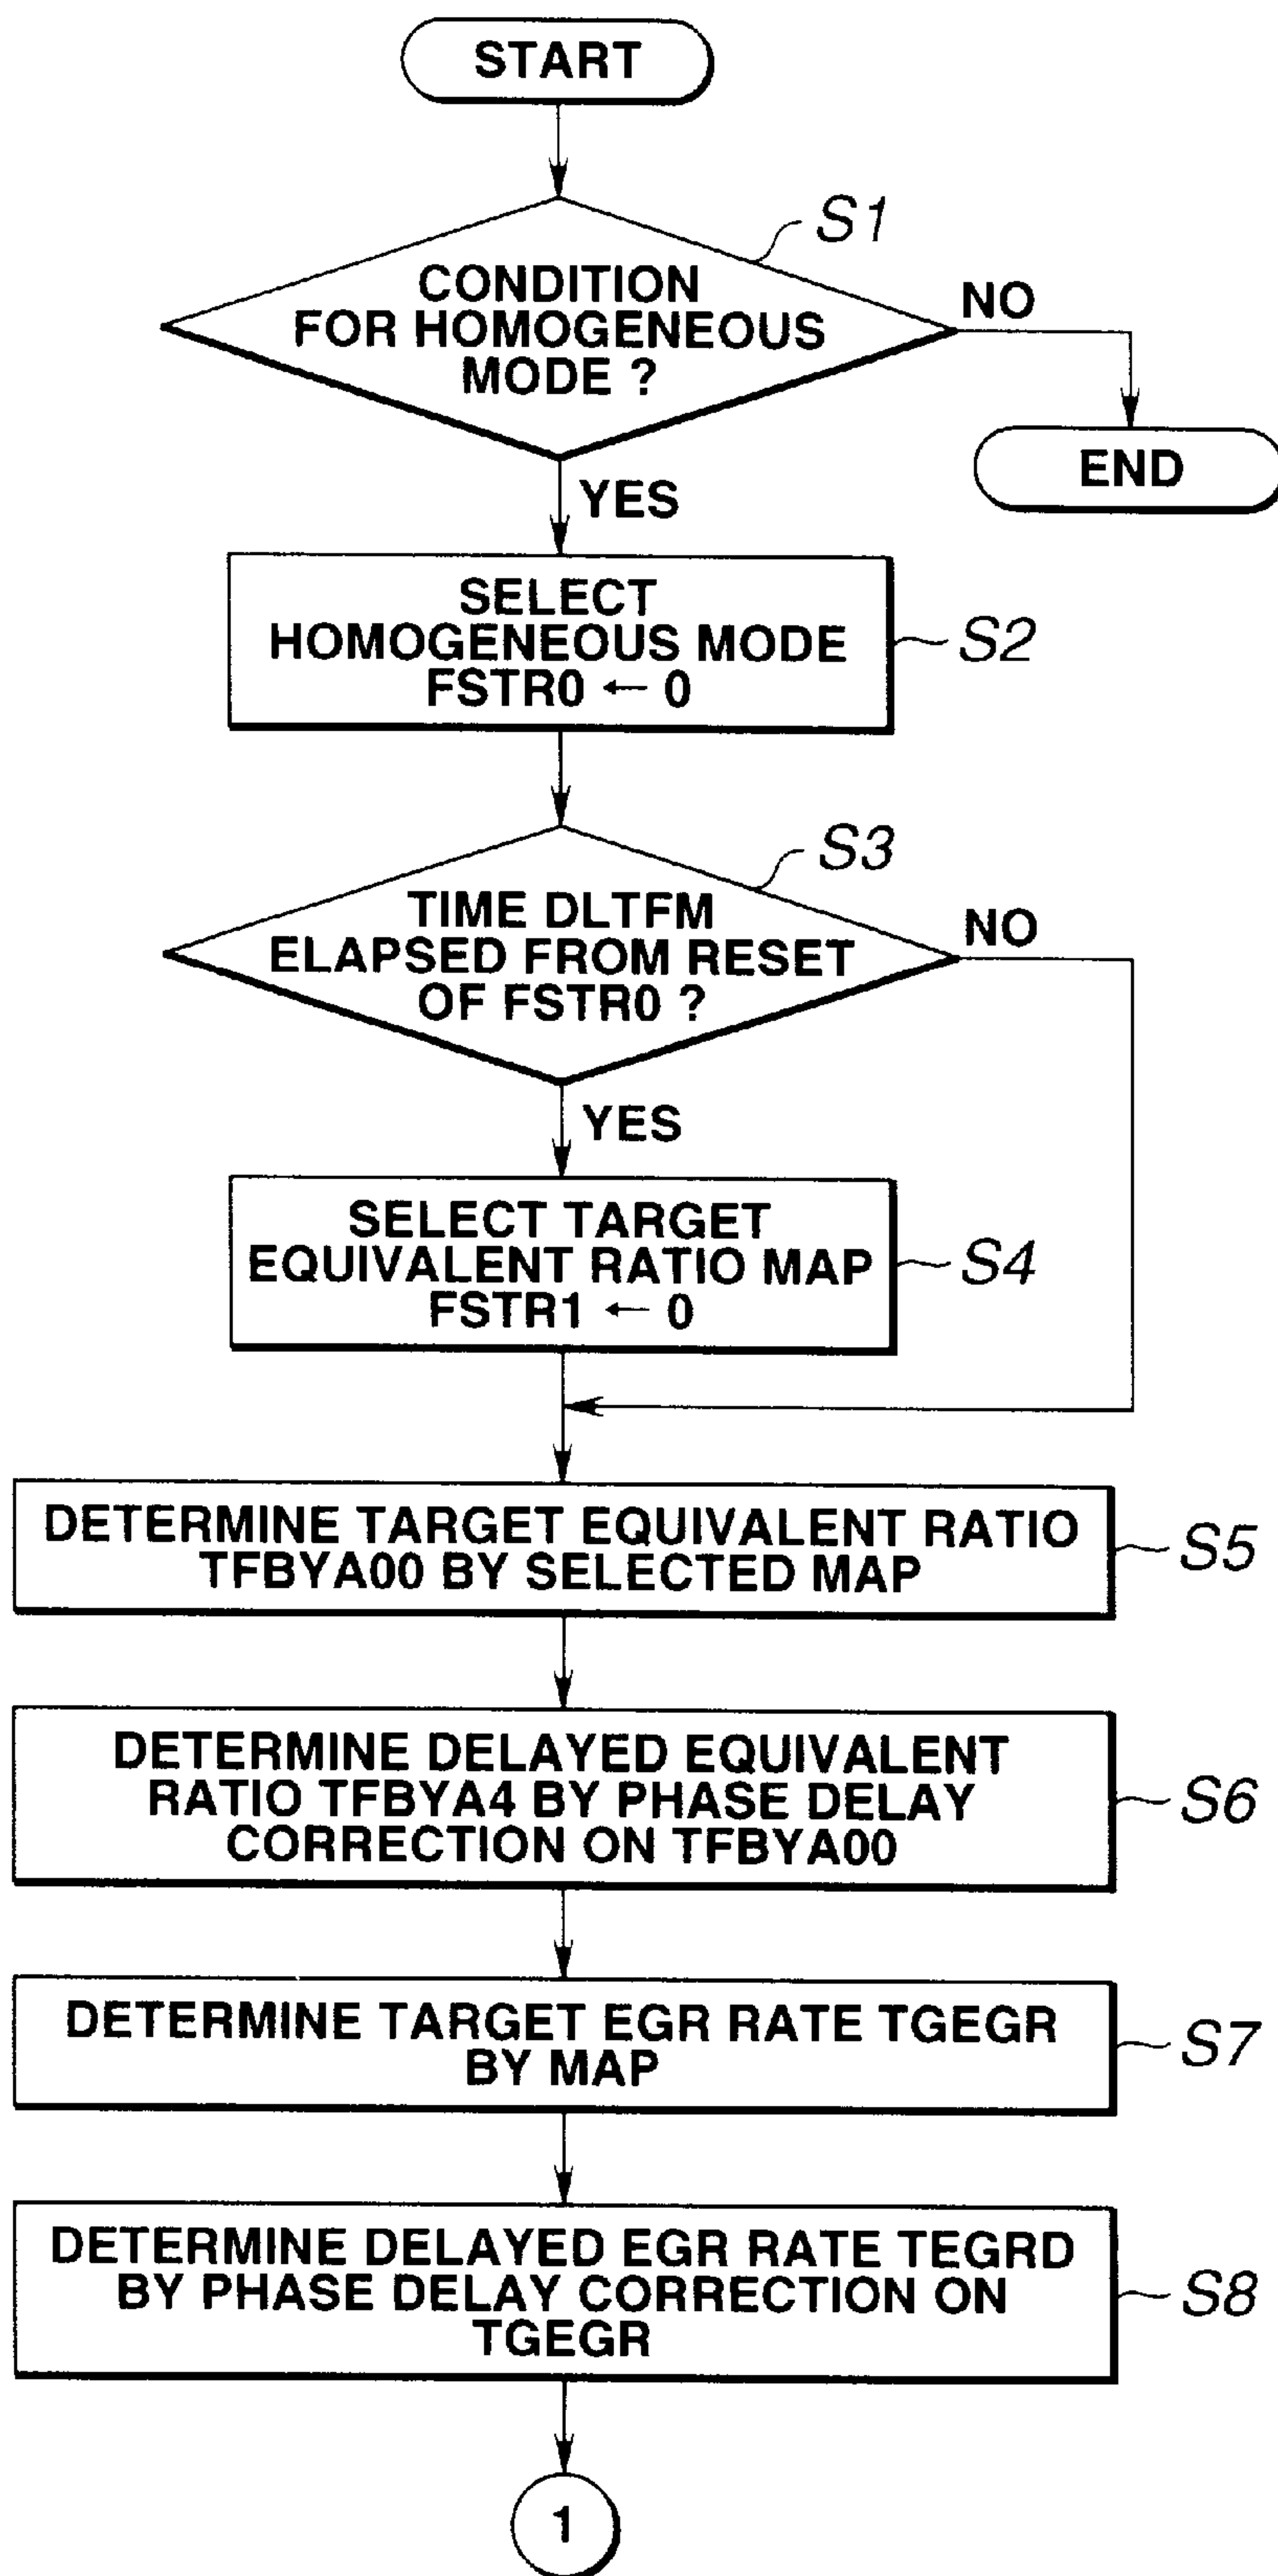 START
S1
CONDITION
FOR HOMOGENEOUS
MODE ?
NO
END
YES
SELECT
HOMOGENEOUS MODE
FSTR0 ← 0
S2
S3
TIME DLTFM
ELAPSED FROM RESET
OF FSTR0 ?
NO
YES
SELECT TARGET
EQUIVALENT RATIO MAP
FSTR1 ← 0
S4
DETERMINE TARGET EQUIVALENT RATIO
TFBYA00 BY SELECTED MAP
S5
DETERMINE DELAYED EQUIVALENT
RATIO TFBYA4 BY PHASE DELAY
CORRECTION ON TFBYA00
S6
DETERMINE TARGET EGR RATE TGEGR
BY MAP
S7
DETERMINE DELAYED EGR RATE TEGRD
BY PHASE DELAY CORRECTION ON
TGEGR
S8
1